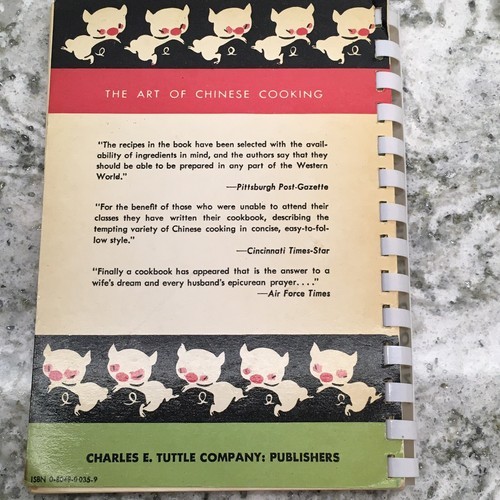 THE ART OF CHINESE COOKING
"The recipes in the book have been selected with the avail-
ability of ingredients in mind, and the authors say that they
should be able to be prepared in any part of the Western
World."
—Pittsburgh Post-Gazette
"For the benefit of those who were unable to attend their
classes they have written their cookbook, describing the
tempting variety of Chinese cooking in concise, easy-to-fol-
low style."
—Cincinnati Times-Star
"Finally a cookbook has appeared that is the answer to a
wife's dream and every husband's epicurean prayer. . . ."
—Air Force Times
CHARLES E. TUTTLE COMPANY: PUBLISHERS
ISBN 0-8048-0035-9